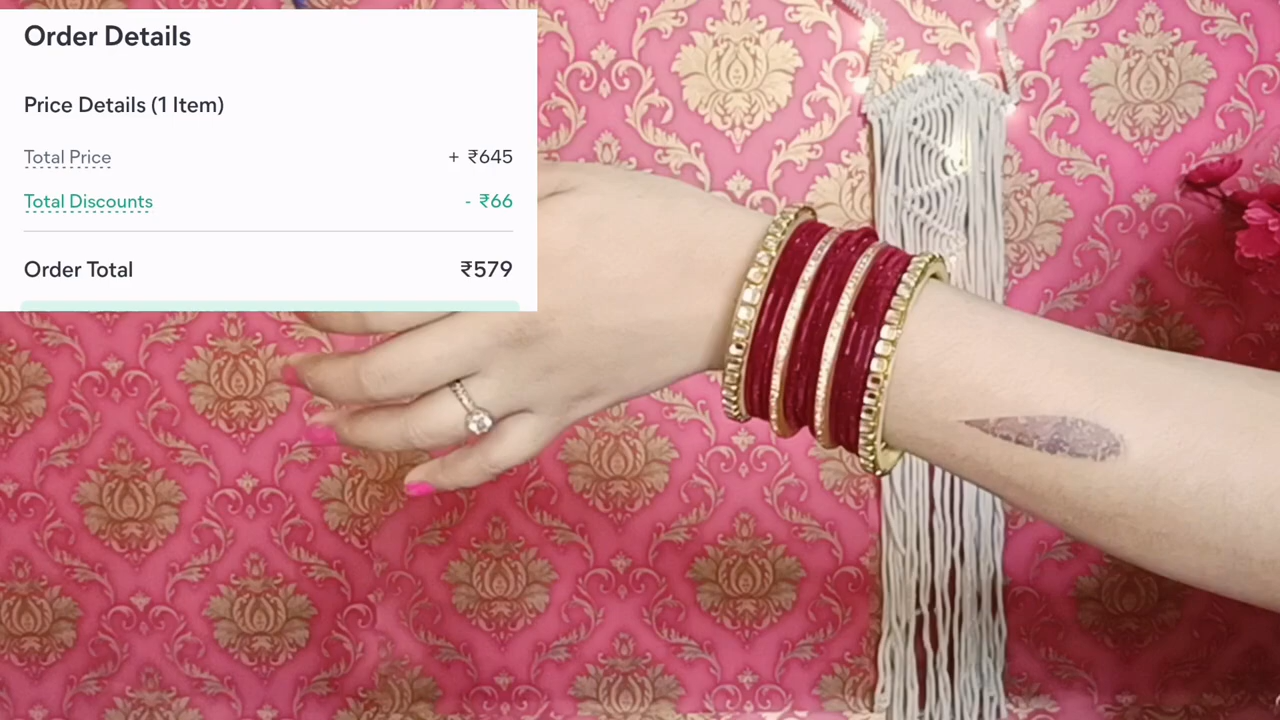 Order Details
Price Details (1 Item)
Total Price + ₹645
Total Discounts - ₹66
Order Total ₹579